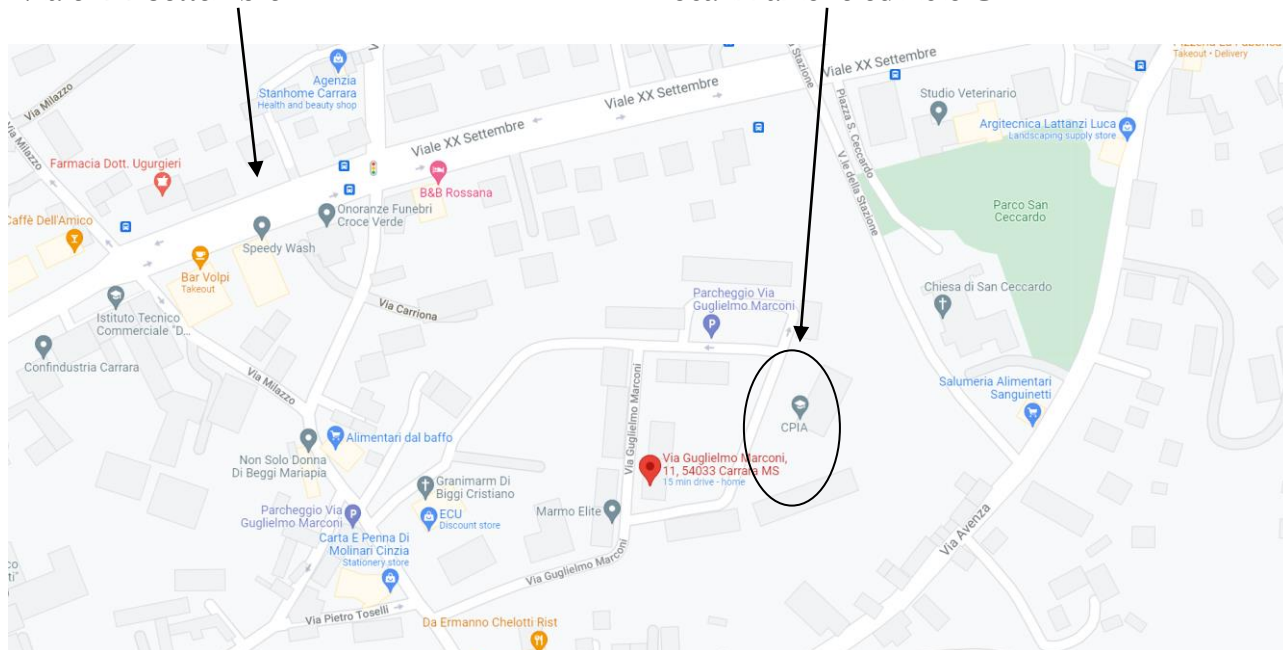 Pizzeria La Fabbrica
Takeout • Delivery
Viale XX Settembre
Agenzia
Stanhome Carrara
Health and beauty shop
Via Milazzo
Via Milazzo
Viale XX Settembre
Viale XX Settembre
V.le della Stazione
Piazza S. Ceccardo
Studio Veterinario
Argitecnica Lattanzi Luca
Landscaping supply store
Farmacia Dott. Ugurgieri
B&B Rossana
Onoranze Funebri
Croce Verde
Caffè Dell'Amico
Speedy Wash
Parco San
Ceccardo
Bar Volpi
Takeout
Via Carriona
Parcheggio Via
Guglielmo Marconi
P
Chiesa di San Ceccardo
Istituto Tecnico
Commerciale "D...
Confindustria Carrara
Via Milazzo
Via Guglielmo Marconi
Salumeria Alimentari
Sanguinetti
CPIA
Alimentari dal baffo
Non Solo Donna
Di Beggi Mariapia
Via Guglielmo Marconi,
11, 54033 Carrara MS
15 min drive - home
Granimarm Di
Biggi Cristiano
Parcheggio Via
Guglielmo Marconi
P
ECU
Discount store
Marmo Elite
Carta E Penna Di
Molinari Cinzia
Stationery store
Via Avenza
Via Guglielmo Marconi
Via Pietro Toselli
Da Ermanno Chelotti Rist